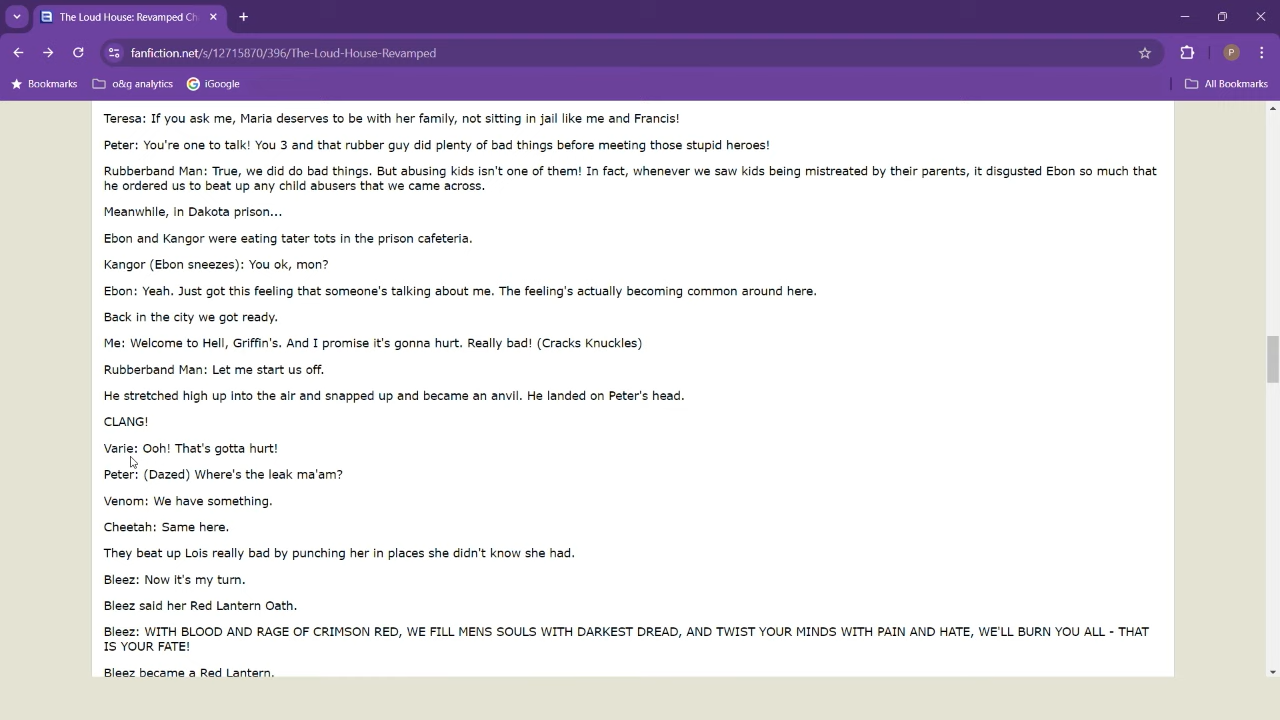 The Loud House: Revamped Ch
fanfiction.net/s/12715870/396/The-Loud-House-Revamped
P
Bookmarks
o&g analytics
iGoogle
All Bookmarks
Teresa: If you ask me, Maria deserves to be with her family, not sitting in jail like me and Francis!
Peter: You're one to talk! You 3 and that rubber guy did plenty of bad things before meeting those stupid heroes!
Rubberband Man: True, we did do bad things. But abusing kids isn't one of them! In fact, whenever we saw kids being mistreated by their parents, it disgusted Ebon so much that
he ordered us to beat up any child abusers that we came across.
Meanwhile, in Dakota prison...
Ebon and Kangor were eating tater tots in the prison cafeteria.
Kangor (Ebon sneezes): You ok, mon?
Ebon: Yeah. Just got this feeling that someone's talking about me. The feeling's actually becoming common around here.
Back in the city we got ready.
Me: Welcome to Hell, Griffin's. And I promise it's gonna hurt. Really bad! (Cracks Knuckles)
Rubberband Man: Let me start us off.
He stretched high up into the air and snapped up and became an anvil. He landed on Peter's head.
CLANG!
Varie: Ooh! That's gotta hurt!
Peter: (Dazed) Where's the leak ma'am?
Venom: We have something.
Cheetah: Same here.
They beat up Lois really bad by punching her in places she didn't know she had.
Bleez: Now it's my turn.
Bleez said her Red Lantern Oath.
Bleez: WITH BLOOD AND RAGE OF CRIMSON RED, WE FILL MENS SOULS WITH DARKEST DREAD, AND TWIST YOUR MINDS WITH PAIN AND HATE, WE'LL BURN YOU ALL - THAT
IS YOUR FATE!
Bleez became a Red Lantern.